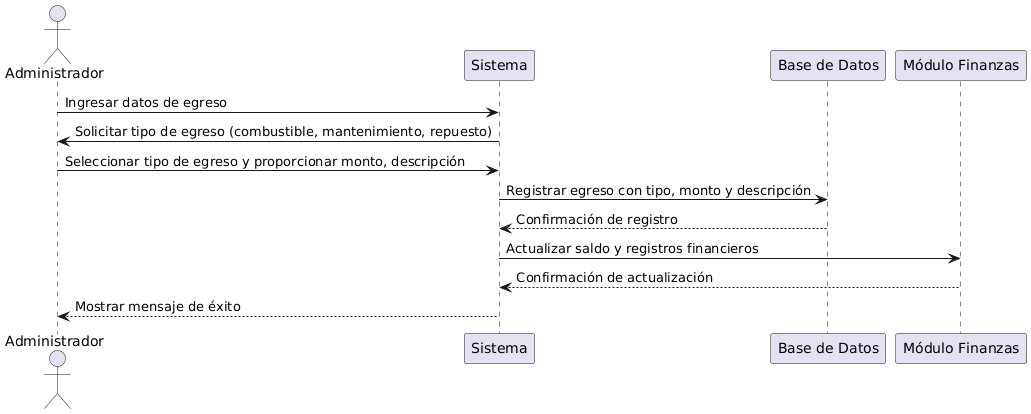 Administrador
Sistema
Base de Datos
Módulo Finanzas
Ingresar datos de egreso
Solicitar tipo de egreso (combustible, mantenimiento, repuesto)
Seleccionar tipo de egreso y proporcionar monto, descripción
Registrar egreso con tipo, monto y descripción
Confirmación de registro
Actualizar saldo y registros financieros
Confirmación de actualización
Mostrar mensaje de éxito
Administrador
Sistema
Base de Datos
Módulo Finanzas